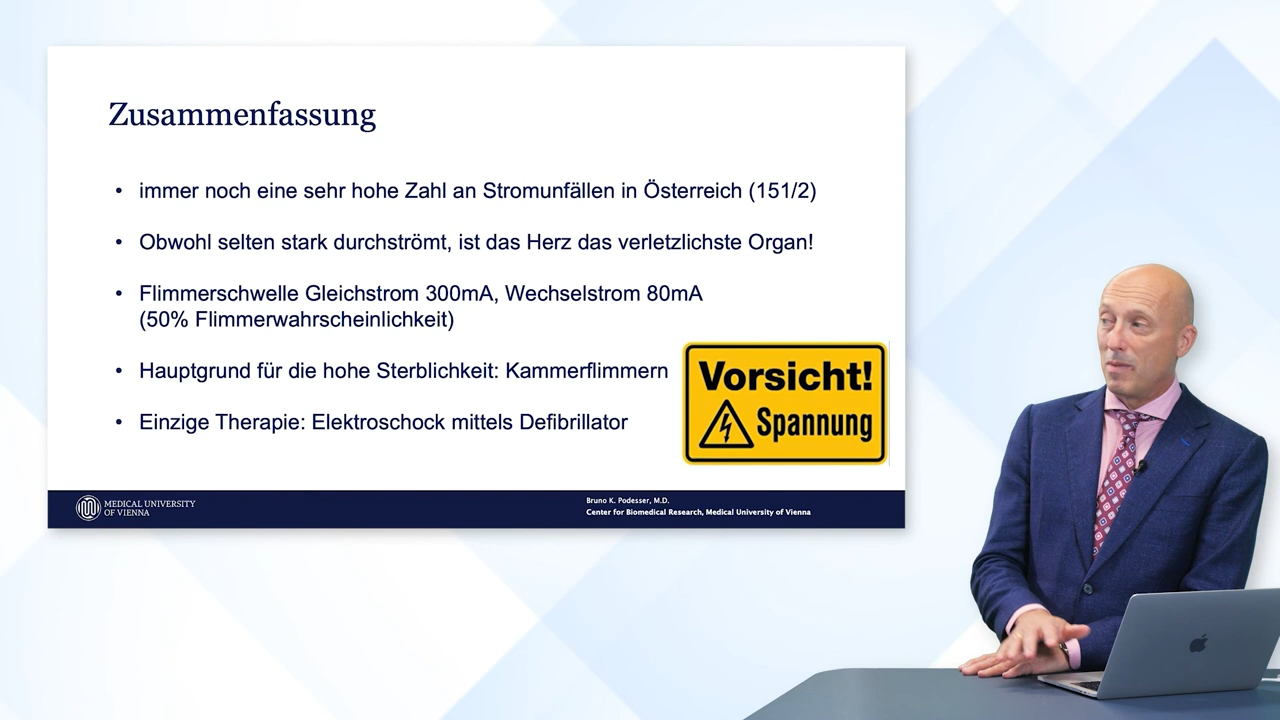 Zusammenfassung
• immer noch eine sehr hohe Zahl an Stromunfällen in Österreich (151/2)
• Obwohl selten stark durchströmt, ist das Herz das verletzlichste Organ!
• Flimmerschwelle Gleichstrom 300mA, Wechselstrom 80mA
(50% Flimmerwahrscheinlichkeit)
• Hauptgrund für die hohe Sterblichkeit: Kammerflimmern
• Einzige Therapie: Elektroschock mittels Defibrillator
Vorsicht!
Spannung
MEDICAL UNIVERSITY
OF VIENNA
Bruno K. Podesser, M.D.
Center for Biomedical Research, Medical University of Vienna